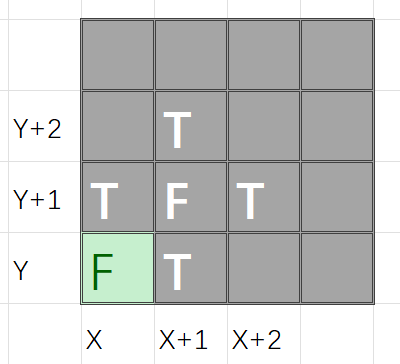 Y+2 T
Y+1 T F T
Y F T
X X+1 X+2